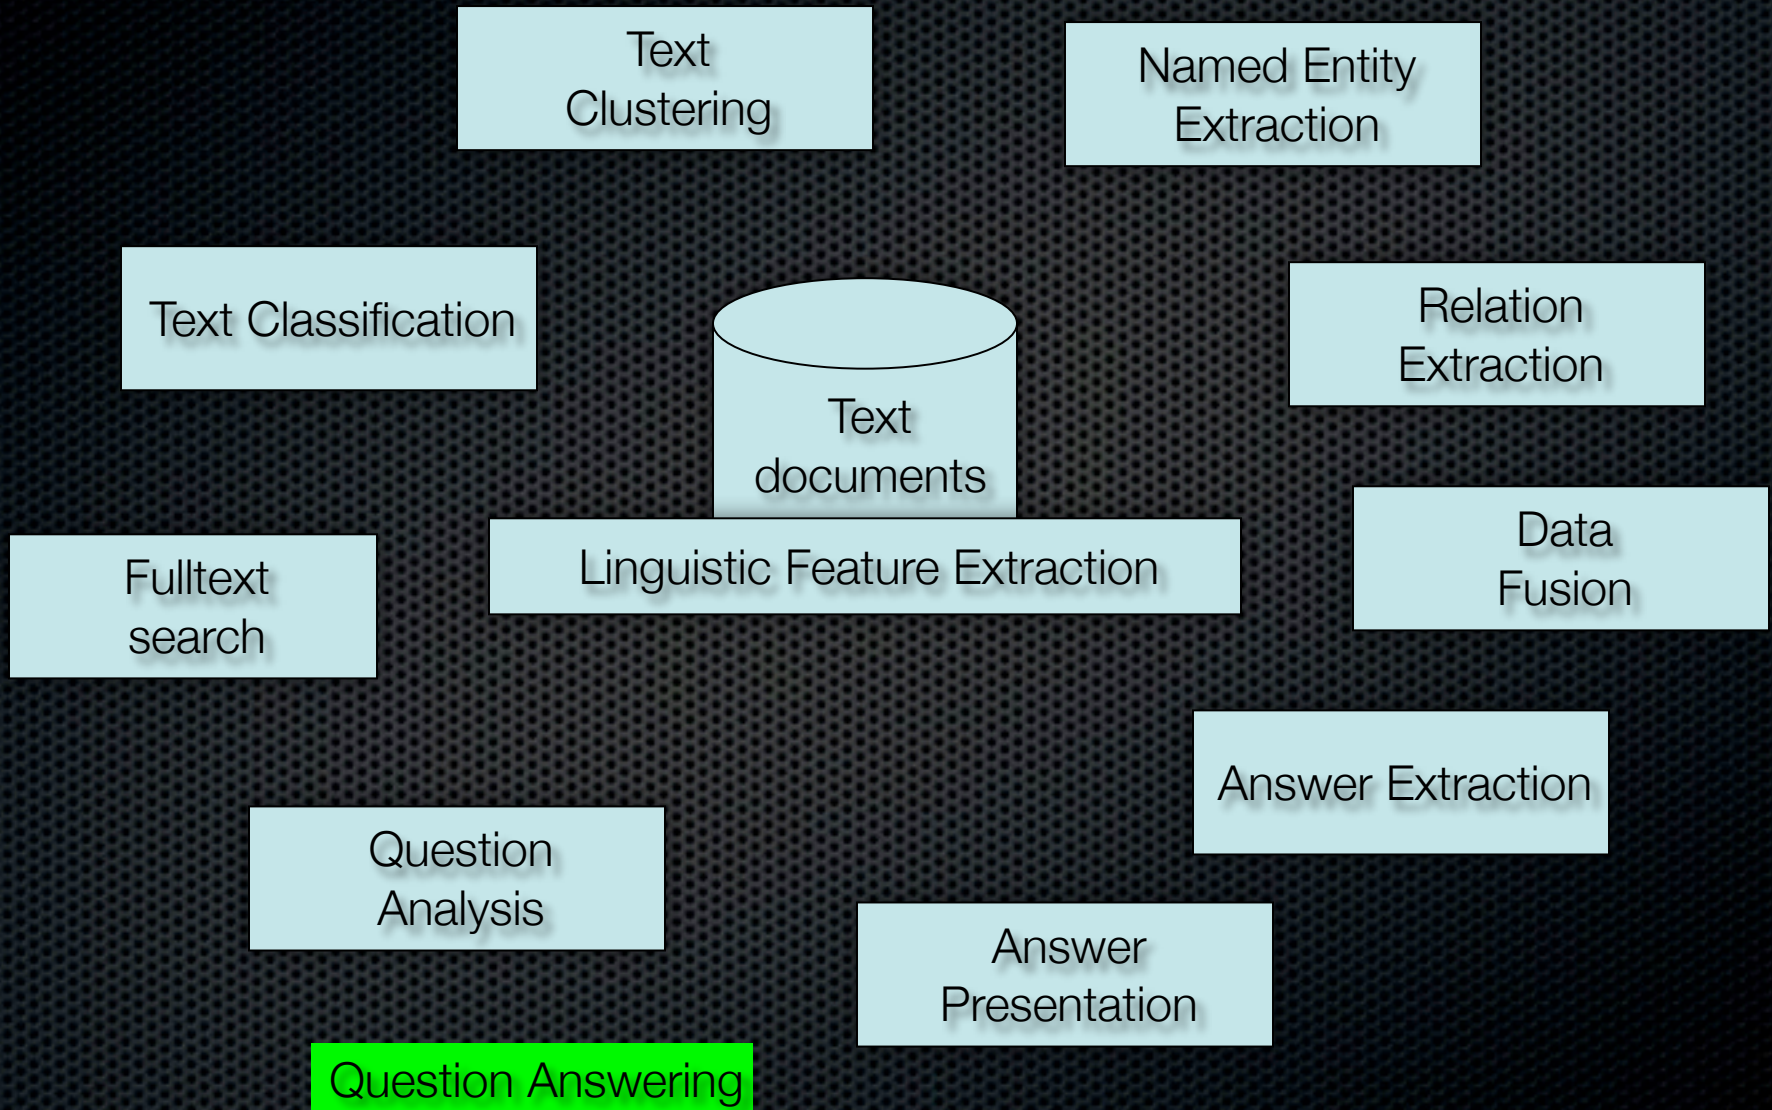 Text
Clustering
Named Entity
Extraction
Text Classification
Relation
Extraction
Text
documents
Linguistic Feature Extraction
Data
Fusion
Fulltext
search
Answer Extraction
Question
Analysis
Answer
Presentation
Question Answering